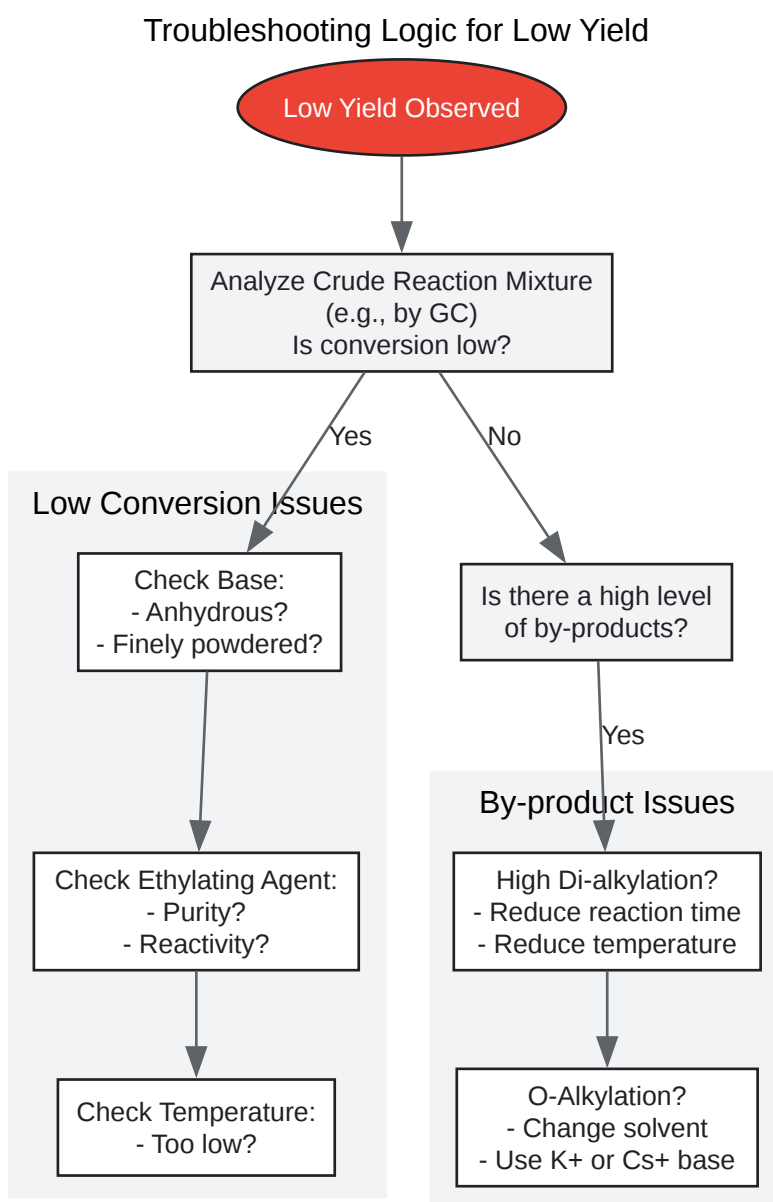 Troubleshooting Logic for Low Yield
Low Yield Observed
Analyze Crude Reaction Mixture
(e.g., by GC)
Is conversion low?
Yes
No
Low Conversion Issues
Check Base:
- Anhydrous?
- Finely powdered?
Check Ethylating Agent:
- Purity?
- Reactivity?
Check Temperature:
- Too low?
Is there a high level
of by-products?
Yes
By-product Issues
High Di-alkylation?
- Reduce reaction time
- Reduce temperature
O-Alkylation?
- Change solvent
- Use K+ or Cs+ base